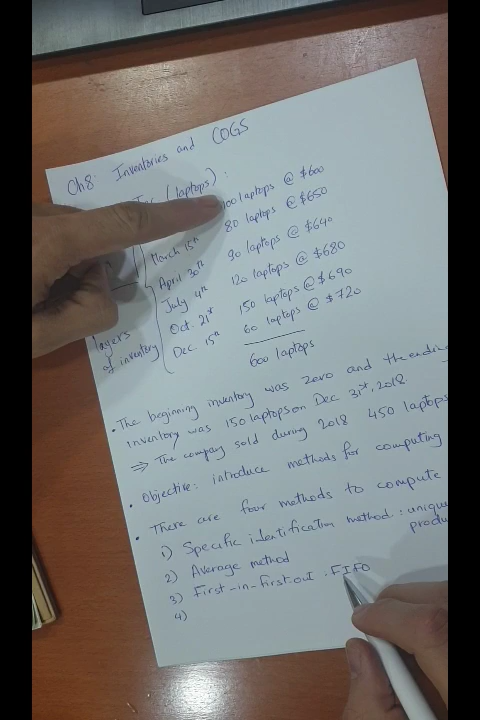 Ch8: Inventories and COGS
(laptops):
100 laptops @ $600
March 15th 80 laptops @ $650
April 30th 90 laptops @ $640
July 4th 120 laptops @ $680
Oct. 21st 150 laptops @ $690
Dec. 15th 60 laptops @ $720
layers
of inventory
600 laptops
• The beginning inventory was zero and the ending
inventory was 150 laptops on Dec. 31st, 2018.
⇒ The company sold during 2018 450 laptops
• Objective: introduce methods for computing
• There are four methods to compute
1) Specific identification method: unique
produ
2) Average method
3) First-in-first-out: FIFO
4)